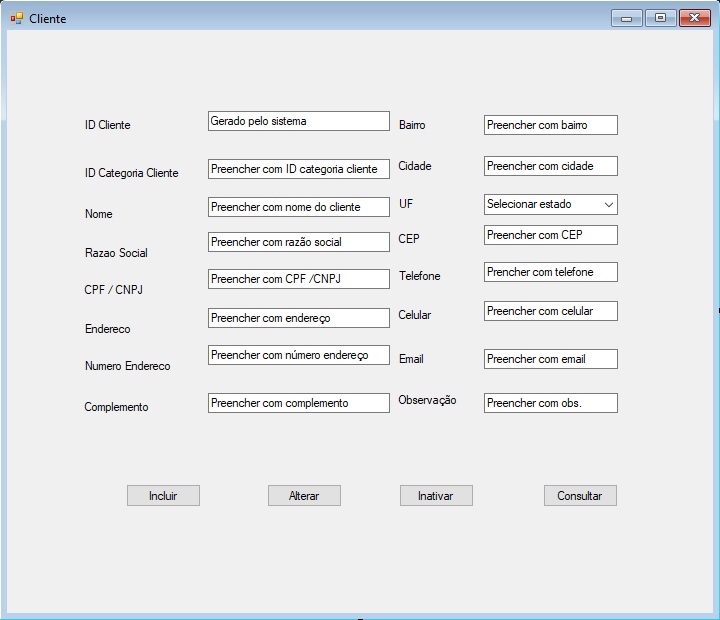 Cliente
ID Cliente Gerado pelo sistema Bairro Preencher com bairro
ID Categoria Cliente Preencher com ID categoria cliente Cidade Preencher com cidade
Nome Preencher com nome do cliente UF Selecionar estado
Razao Social Preencher com razão social CEP Preencher com CEP
CPF / CNPJ Preencher com CPF /CNPJ Telefone Prencher com telefone
Endereco Preencher com endereço Celular Preencher com celular
Numero Endereco Preencher com número endereço Email Preencher com email
Complemento Preencher com complemento Observação Preencher com obs.
Incluir Alterar Inativar Consultar